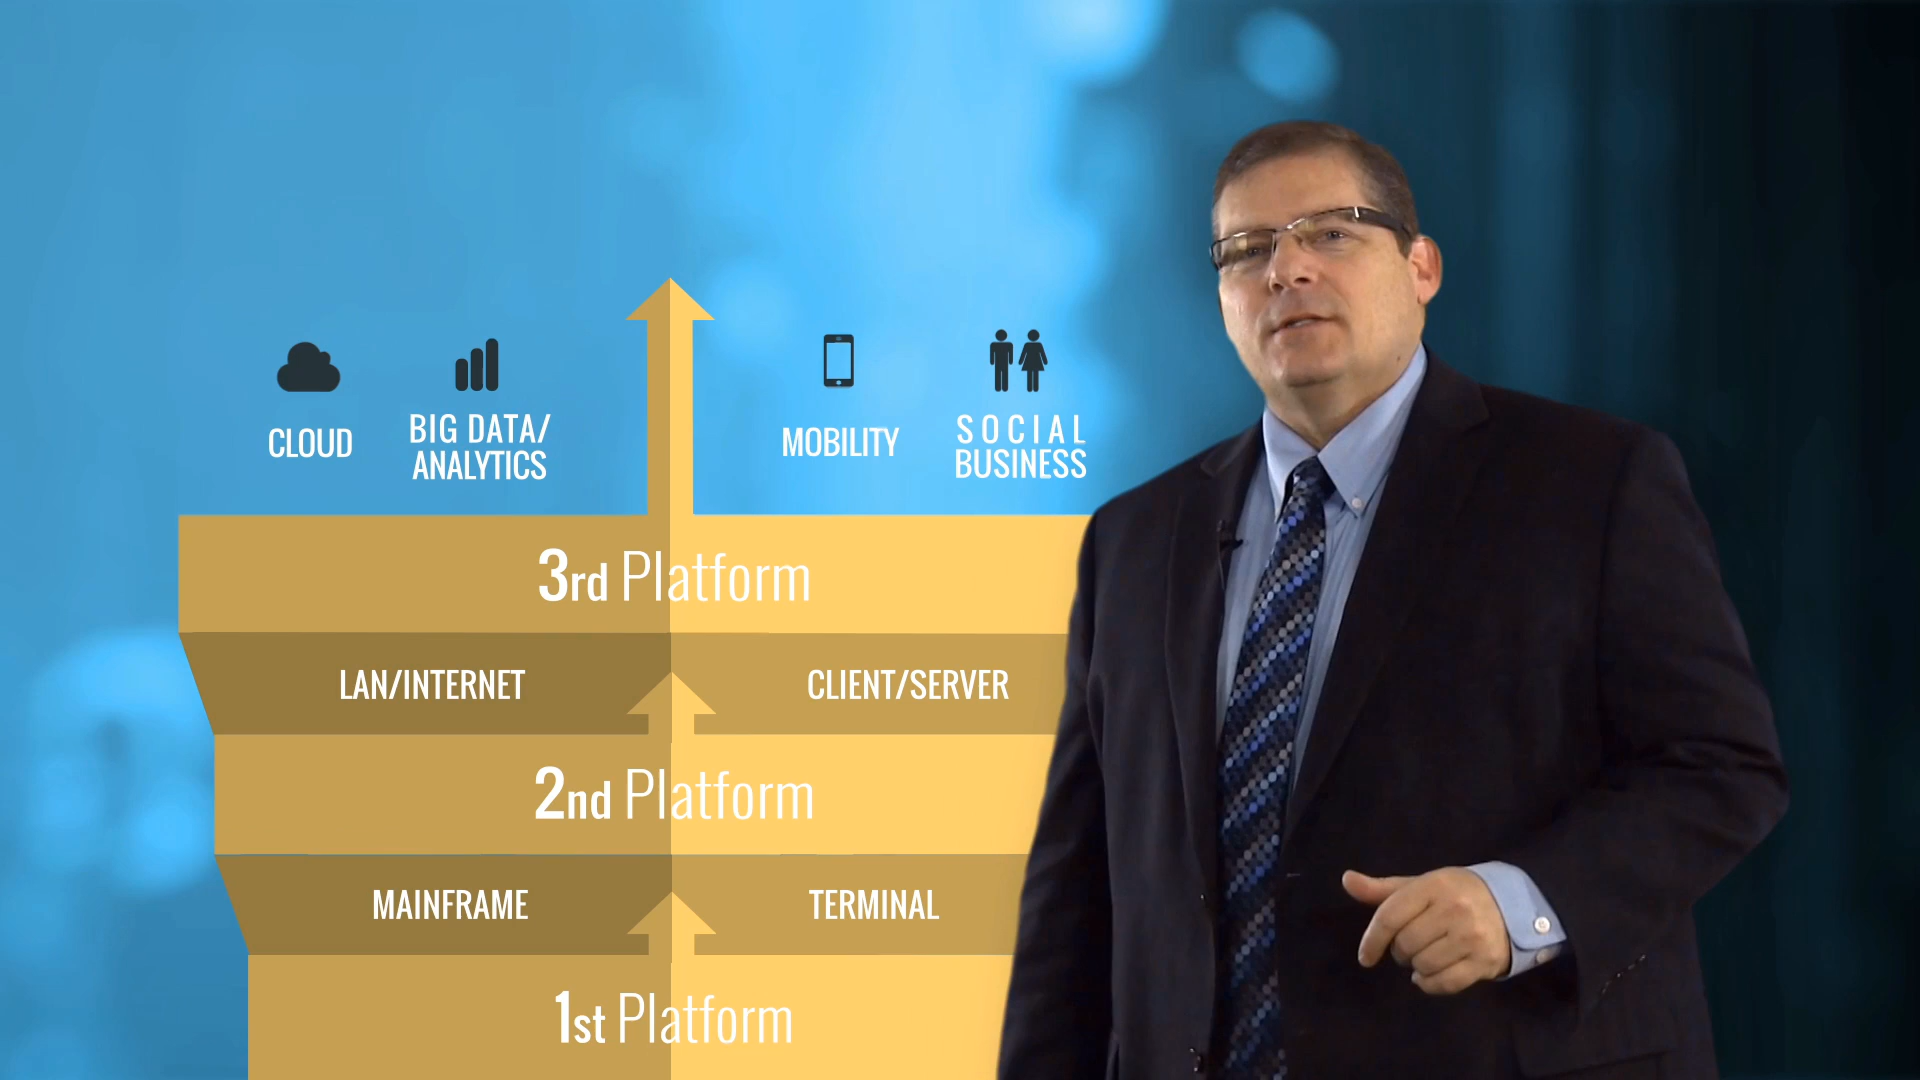 CLOUD
BIG DATA/
ANALYTICS
MOBILITY
SOCIAL
BUSINESS
3rd Platform
LAN/INTERNET
CLIENT/SERVER
2nd Platform
MAINFRAME
TERMINAL
1st Platform